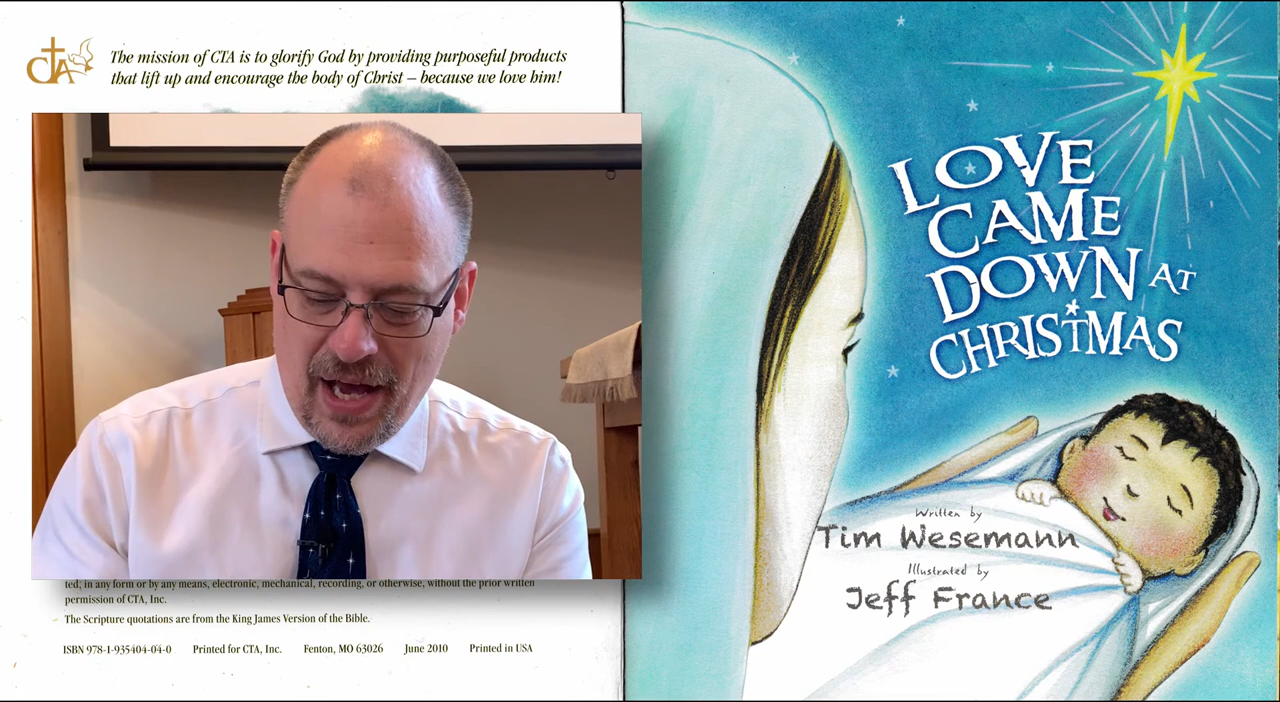 CTA
The mission of CTA is to glorify God by providing purposeful products
that lift up and encourage the body of Christ – because we love him!
ted, in any form or by any means, electronic, mechanical, recording, or otherwise, without the prior written
permission of CTA, Inc.
The Scripture quotations are from the King James Version of the Bible.
ISBN 978-1-935404-04-0 Printed for CTA, Inc. Fenton, MO 63026 June 2010 Printed in USA
LOVE
CAME
DOWN AT
CHRISTMAS
Written by
Tim Wesemann
Illustrated by
Jeff France